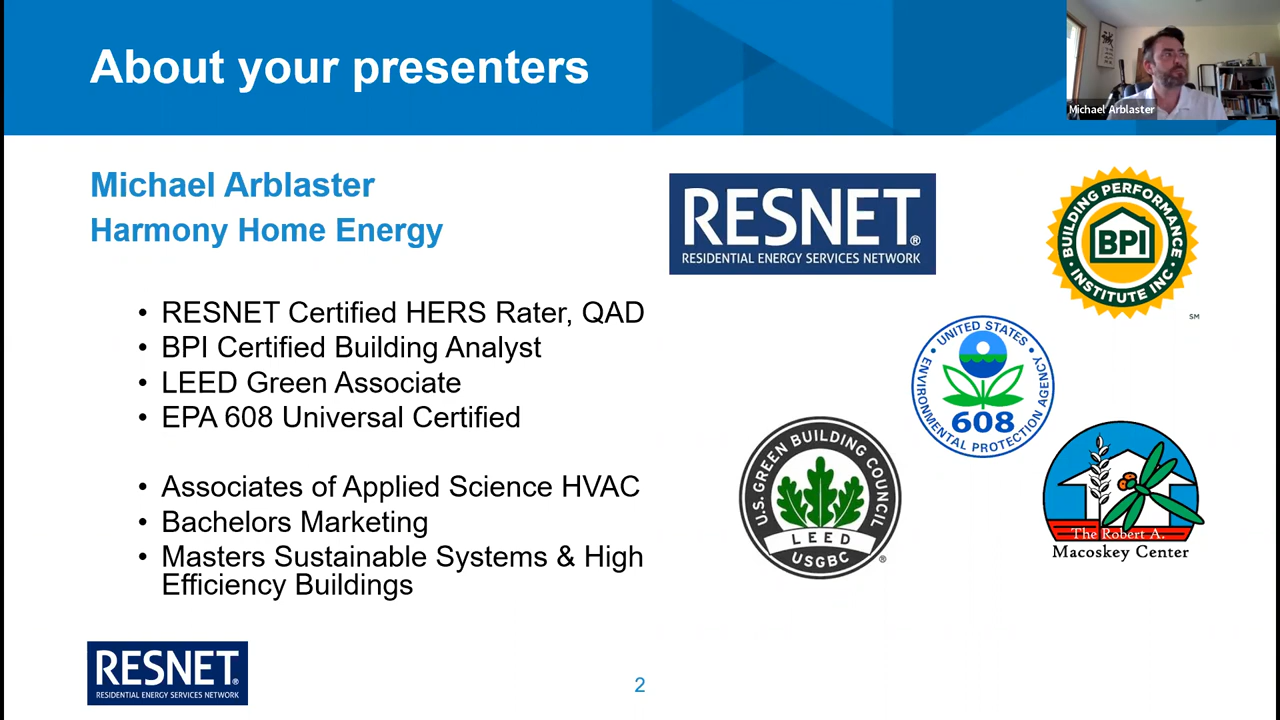 About your presenters
Michael Arblaster
Michael Arblaster
Harmony Home Energy
• RESNET Certified HERS Rater, QAD
• BPI Certified Building Analyst
• LEED Green Associate
• EPA 608 Universal Certified
• Associates of Applied Science HVAC
• Bachelors Marketing
• Masters Sustainable Systems & High
Efficiency Buildings
RESNET®
RESIDENTIAL ENERGY SERVICES NETWORK
BUILDING PERFORMANCE
BPI
• INSTITUTE INC •
SM
• UNITED STATES •
ENVIRONMENTAL PROTECTION AGENCY
608
U.S. GREEN BUILDING COUNCIL
LEED
USGBC
®
The Robert A.
Macoskey Center
RESNET®
RESIDENTIAL ENERGY SERVICES NETWORK
2